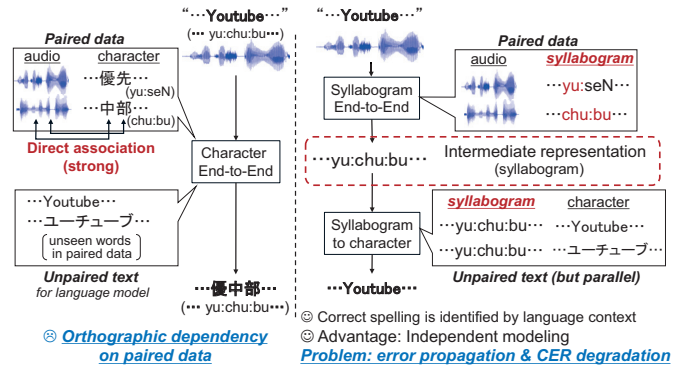 “…Youtube…”
(… yu:chu:bu…)
Paired data
audio character
…優先…
(yu:seN)
…中部…
(chu:bu)
Direct association
(strong)
Character
End-to-End
…Youtube…
…ユーチューブ…
(unseen words
in paired data)
Unpaired text
for language model
…優中部…
(… yu:chu:bu…)
☹ Orthographic dependency
on paired data
“…Youtube…”
Paired data
audio syllabogram
…yu:seN…
…chu:bu…
Syllabogram
End-to-End
…yu:chu:bu…
Intermediate representation
(syllabogram)
Syllabogram
to character
syllabogram character
…yu:chu:bu… …Youtube…
…yu:chu:bu… …ユーチューブ…
Unpaired text (but parallel)
…Youtube…
☺ Correct spelling is identified by language context
☺ Advantage: Independent modeling
Problem: error propagation & CER degradation